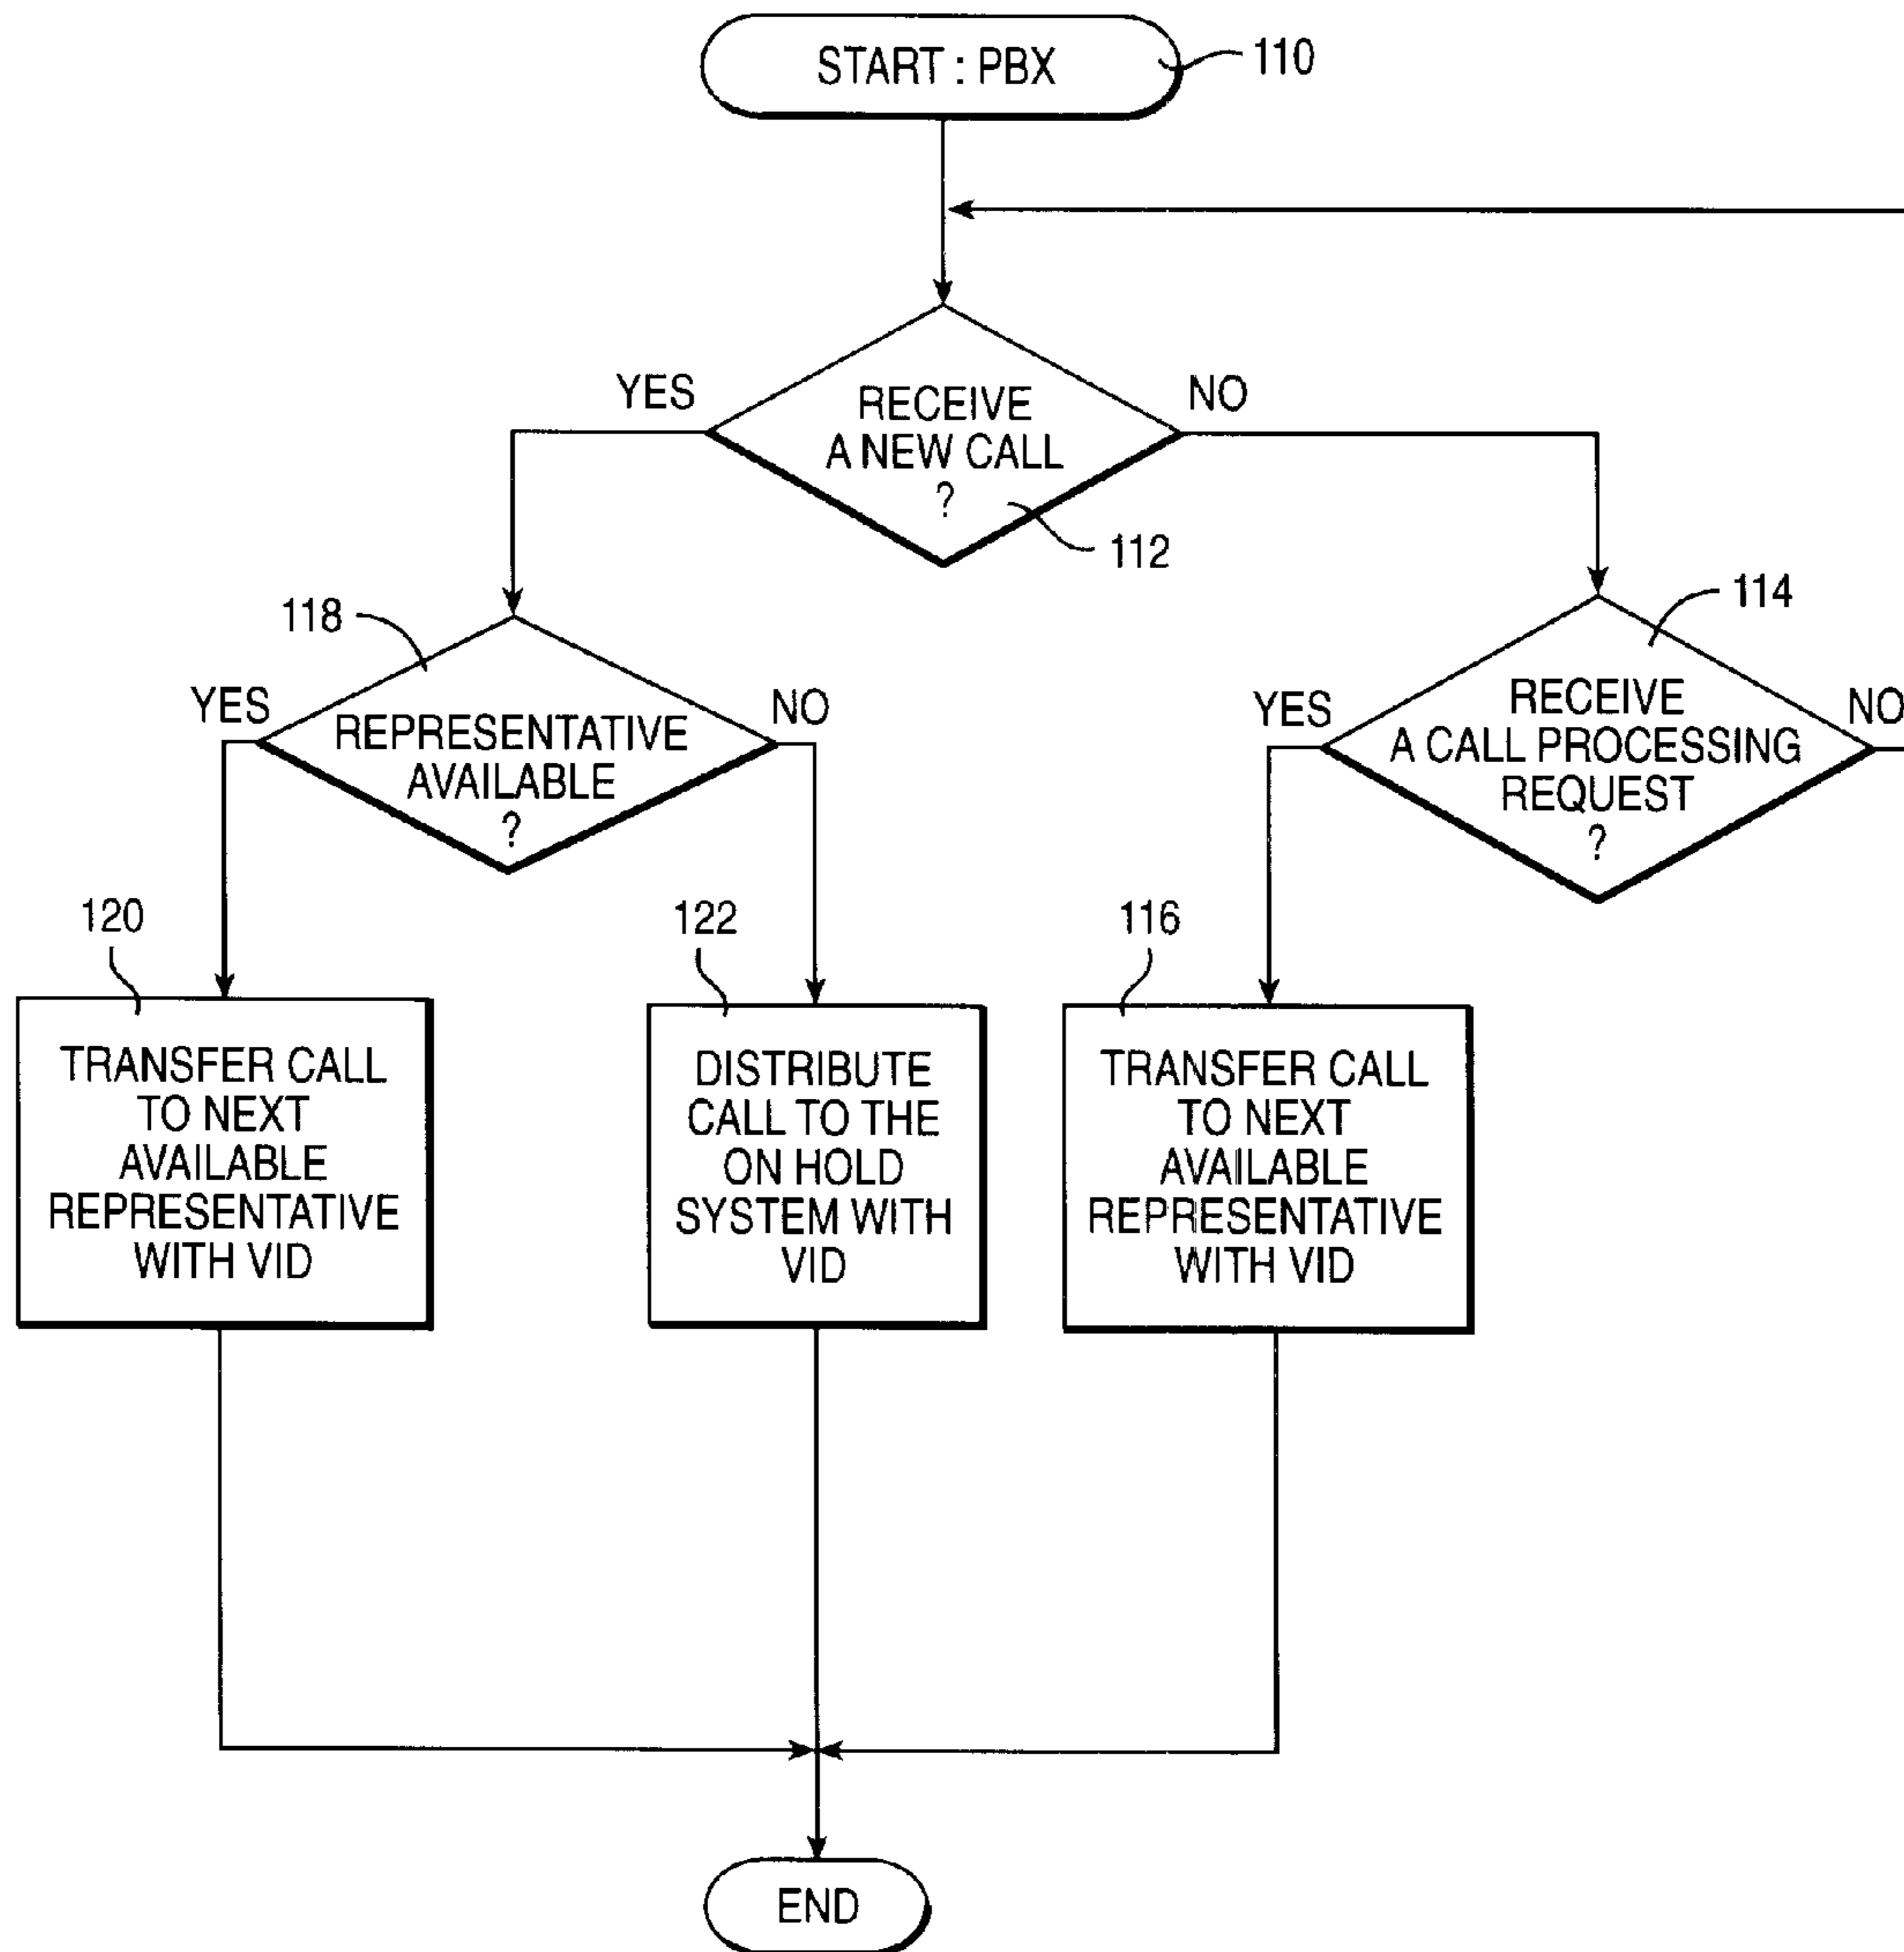 START : PBX
110
YES
NO
RECEIVE
A NEW CALL
?
112
118
114
YES
NO
REPRESENTATIVE
AVAILABLE
?
YES
NO
RECEIVE
A CALL PROCESSING
REQUEST
?
120
122
116
TRANSFER CALL
TO NEXT
AVAILABLE
REPRESENTATIVE
WITH VID
DISTRIBUTE
CALL TO THE
ON HOLD
SYSTEM WITH
VID
TRANSFER CALL
TO NEXT
AVAILABLE
REPRESENTATIVE
WITH VID
END